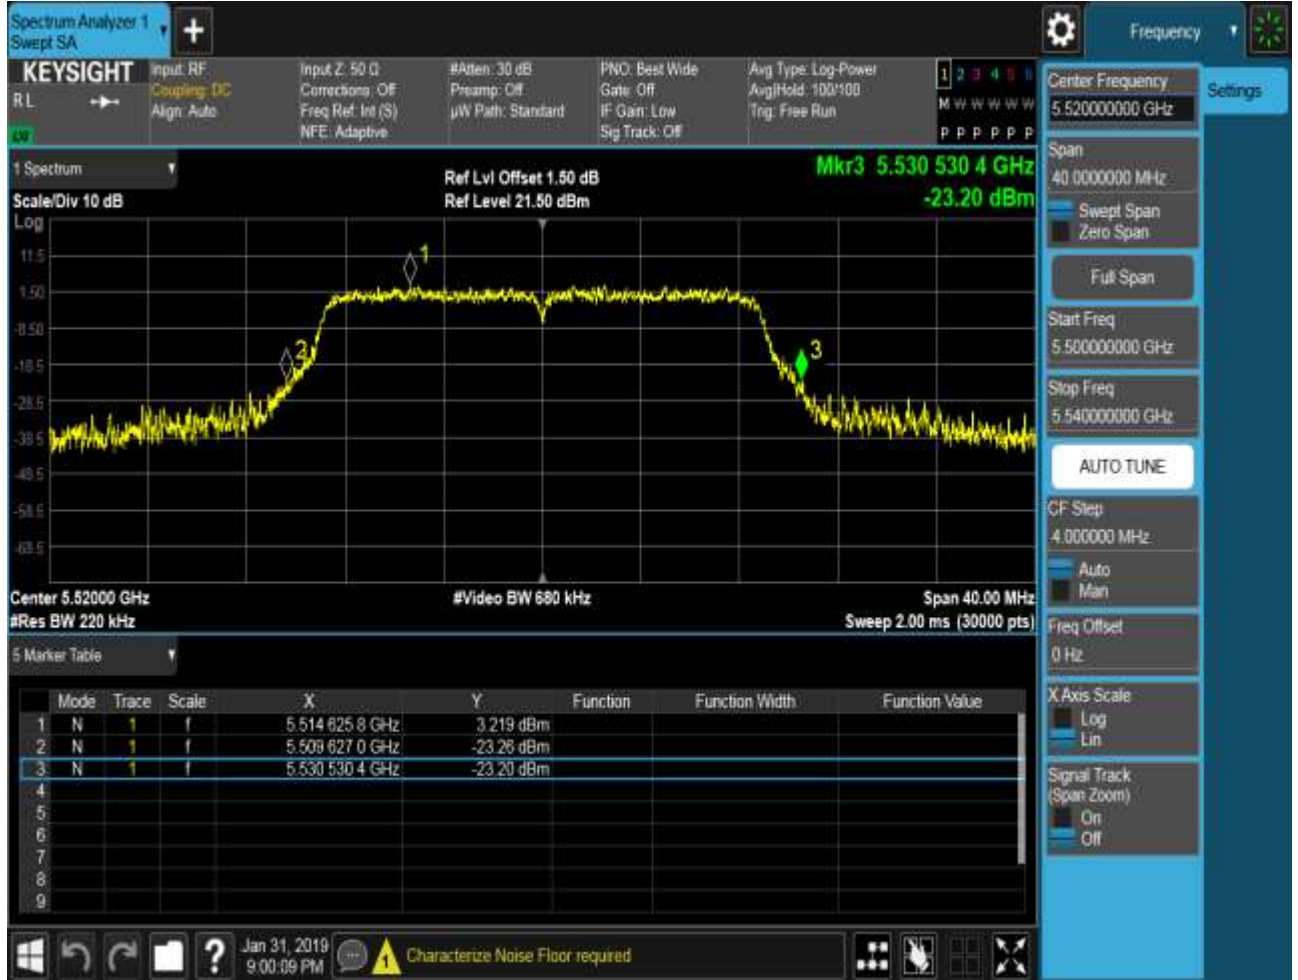 Spectrum Analyzer 1
Swept SA
Frequency
KEYSIGHT
RL
Input: RF
Coupling: DC
Align: Auto
Input Z: 50 Ω
Corrections: Off
Freq Ref: Int (S)
NFE: Adaptive
#Atten: 30 dB
Preamp: Off
µW Path: Standard
PNO: Best Wide
Gate: Off
IF Gain: Low
Sig Track: Off
Avg Type: Log-Power
Avg|Hold: 100/100
Trig: Free Run
1 2 3 4 5 6
M W W W W W
P P P P P P
1 Spectrum
Scale/Div 10 dB
Ref Lvl Offset 1.50 dB
Ref Level 21.50 dBm
Mkr3 5.530 530 4 GHz
-23.20 dBm
Log
11.5
1.50
-8.50
-18.5
-28.5
-38.5
-48.5
-58.5
-68.5
1
2
3
Center 5.52000 GHz
#Video BW 680 kHz
Span 40.00 MHz
#Res BW 220 kHz
Sweep 2.00 ms (30000 pts)
5 Marker Table
Mode Trace Scale X Y Function Function Width Function Value
1 N 1 f 5.514 625 8 GHz 3.219 dBm
2 N 1 f 5.509 627 0 GHz -23.26 dBm
3 N 1 f 5.530 530 4 GHz -23.20 dBm
4
5
6
7
8
9
Center Frequency
5.520000000 GHz
Settings
Span
40.0000000 MHz
Swept Span
Zero Span
Full Span
Start Freq
5.500000000 GHz
Stop Freq
5.540000000 GHz
AUTO TUNE
CF Step
4.000000 MHz
Auto
Man
Freq Offset
0 Hz
X Axis Scale
Log
Lin
Signal Track
(Span Zoom)
On
Off
?
Jan 31, 2019
9:00:09 PM
1
Characterize Noise Floor required